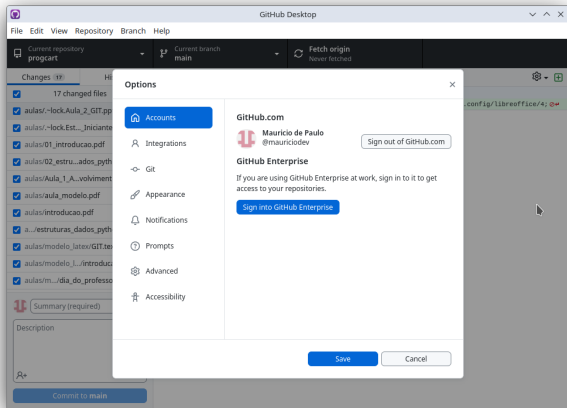 GitHub Desktop
File Edit View Repository Branch Help
Current repository
progcart
Current branch
main
Fetch origin
Never fetched
Changes 17
Hi
17 changed files
aulas/.~lock.Aula_2_GIT.pp
aulas/.~lock.Est..._Iniciante
aulas/01_introducao.pdf
aulas/02_estru...ados_pyth
aulas/Aula_1_A...volviment
aulas/aula_modelo.pdf
aulas/introducao.pdf
a.../estruturas_dados_pyth
aulas/modelo_latex/GIT.tex
aulas/modelo_l.../introduca
aulas/m.../dia_do_professo
Summary (required)
Description
Commit to main
.config/libreoffice/4;
Options
Accounts
Integrations
Git
Appearance
Notifications
Prompts
Advanced
Accessibility
GitHub.com
Mauricio de Paulo
@mauriciodev
Sign out of GitHub.com
GitHub Enterprise
If you are using GitHub Enterprise at work, sign in to it to get
access to your repositories.
Sign into GitHub Enterprise
Save
Cancel